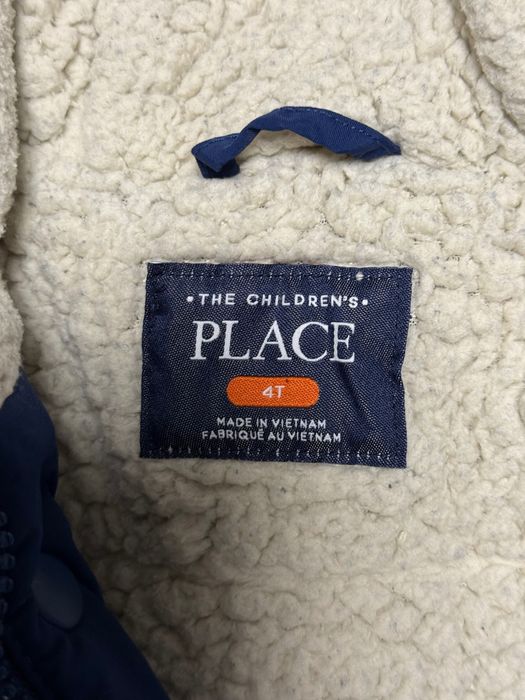 • THE CHILDREN'S •
PLACE
4T
MADE IN VIETNAM
FABRIQUÉ AU VIETNAM